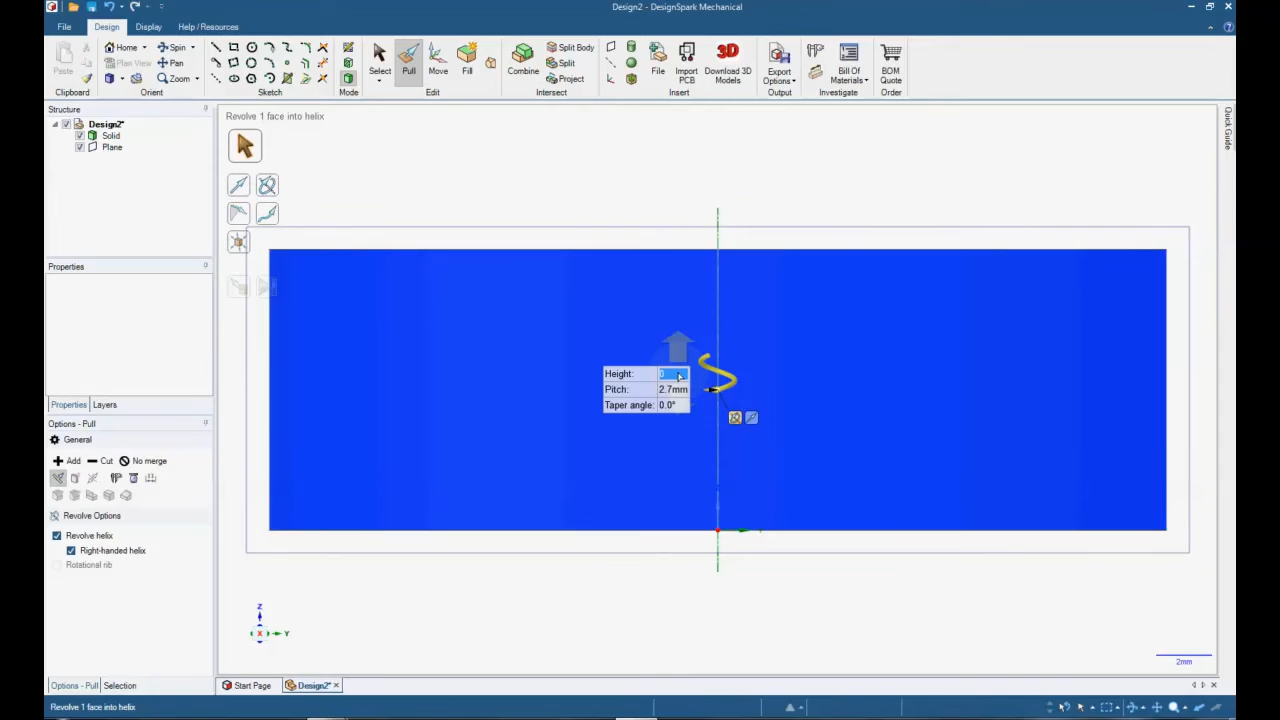 Design2 - DesignSpark Mechanical
File Design Display Help / Resources
Home Spin
Plan View Pan
Zoom
Paste
Select Pull Move Fill
Combine
Split Body
Split
Project
File Import PCB Download 3D Models
3D
Export Options
Bill Of Materials
BOM Quote
Clipboard Orient Sketch Mode Edit Intersect Insert Output Investigate Order
Structure
Design2*
Solid
Plane
Properties
Properties Layers
Options - Pull
General
Add Cut No merge
Revolve Options
Revolve helix
Right-handed helix
Rotational rib
Options - Pull Selection
Revolve 1 face into helix
Quick Guide
Height: 0
Pitch: 2.7mm
Taper angle: 0.0°
Z
X Y
2mm
Start Page Design2*
Revolve 1 face into helix